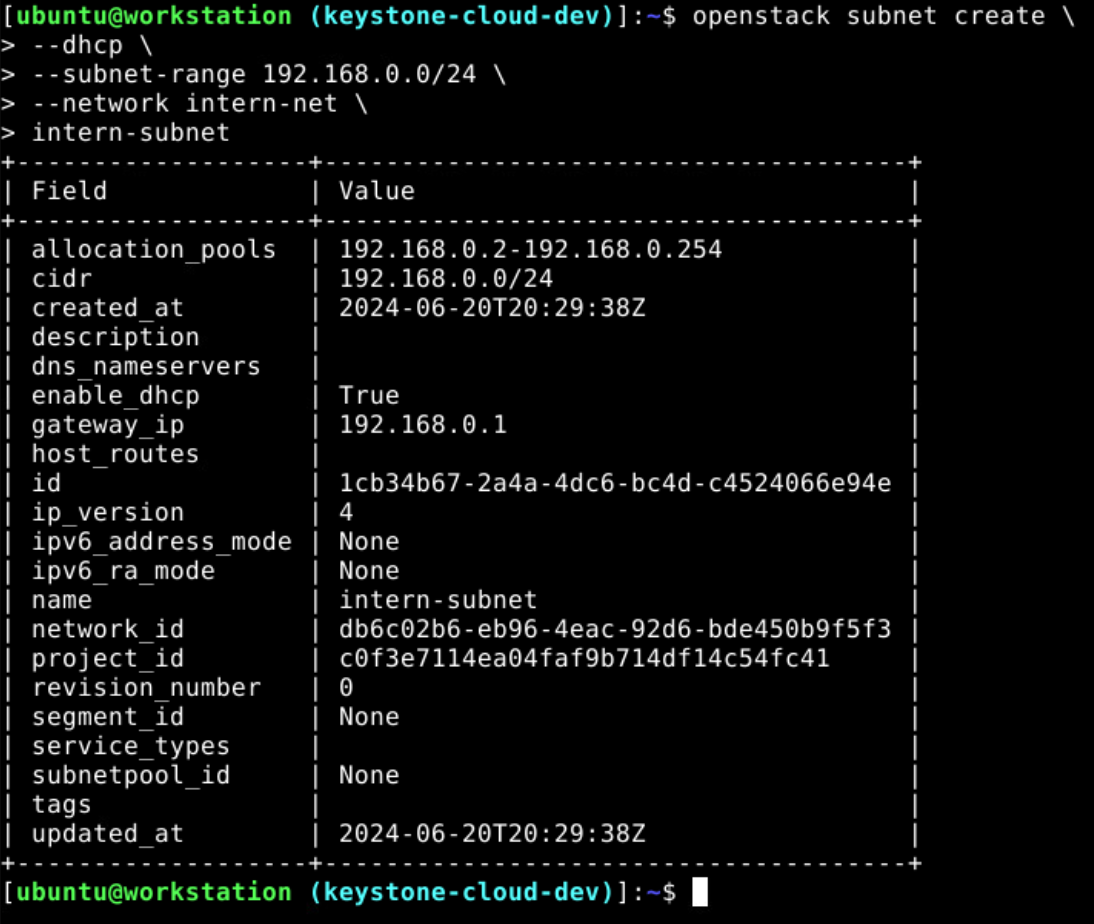 [ubuntu@workstation (keystone-cloud-dev)]:~$ openstack subnet create \
> --dhcp \
> --subnet-range 192.168.0.0/24 \
> --network intern-net \
> intern-subnet
+-------------------+--------------------------------------+
| Field             | Value                                |
+-------------------+--------------------------------------+
| allocation_pools  | 192.168.0.2-192.168.0.254            |
| cidr              | 192.168.0.0/24                       |
| created_at        | 2024-06-20T20:29:38Z                 |
| description       |                                      |
| dns_nameservers   |                                      |
| enable_dhcp       | True                                 |
| gateway_ip        | 192.168.0.1                          |
| host_routes       |                                      |
| id                | 1cb34b67-2a4a-4dc6-bc4d-c4524066e94e |
| ip_version        | 4                                    |
| ipv6_address_mode | None                                 |
| ipv6_ra_mode      | None                                 |
| name              | intern-subnet                        |
| network_id        | db6c02b6-eb96-4eac-92d6-bde450b9f5f3 |
| project_id        | c0f3e7114ea04faf9b714df14c54fc41     |
| revision_number   | 0                                    |
| segment_id        | None                                 |
| service_types     |                                      |
| subnetpool_id     | None                                 |
| tags              |                                      |
| updated_at        | 2024-06-20T20:29:38Z                 |
+-------------------+--------------------------------------+
[ubuntu@workstation (keystone-cloud-dev)]:~$